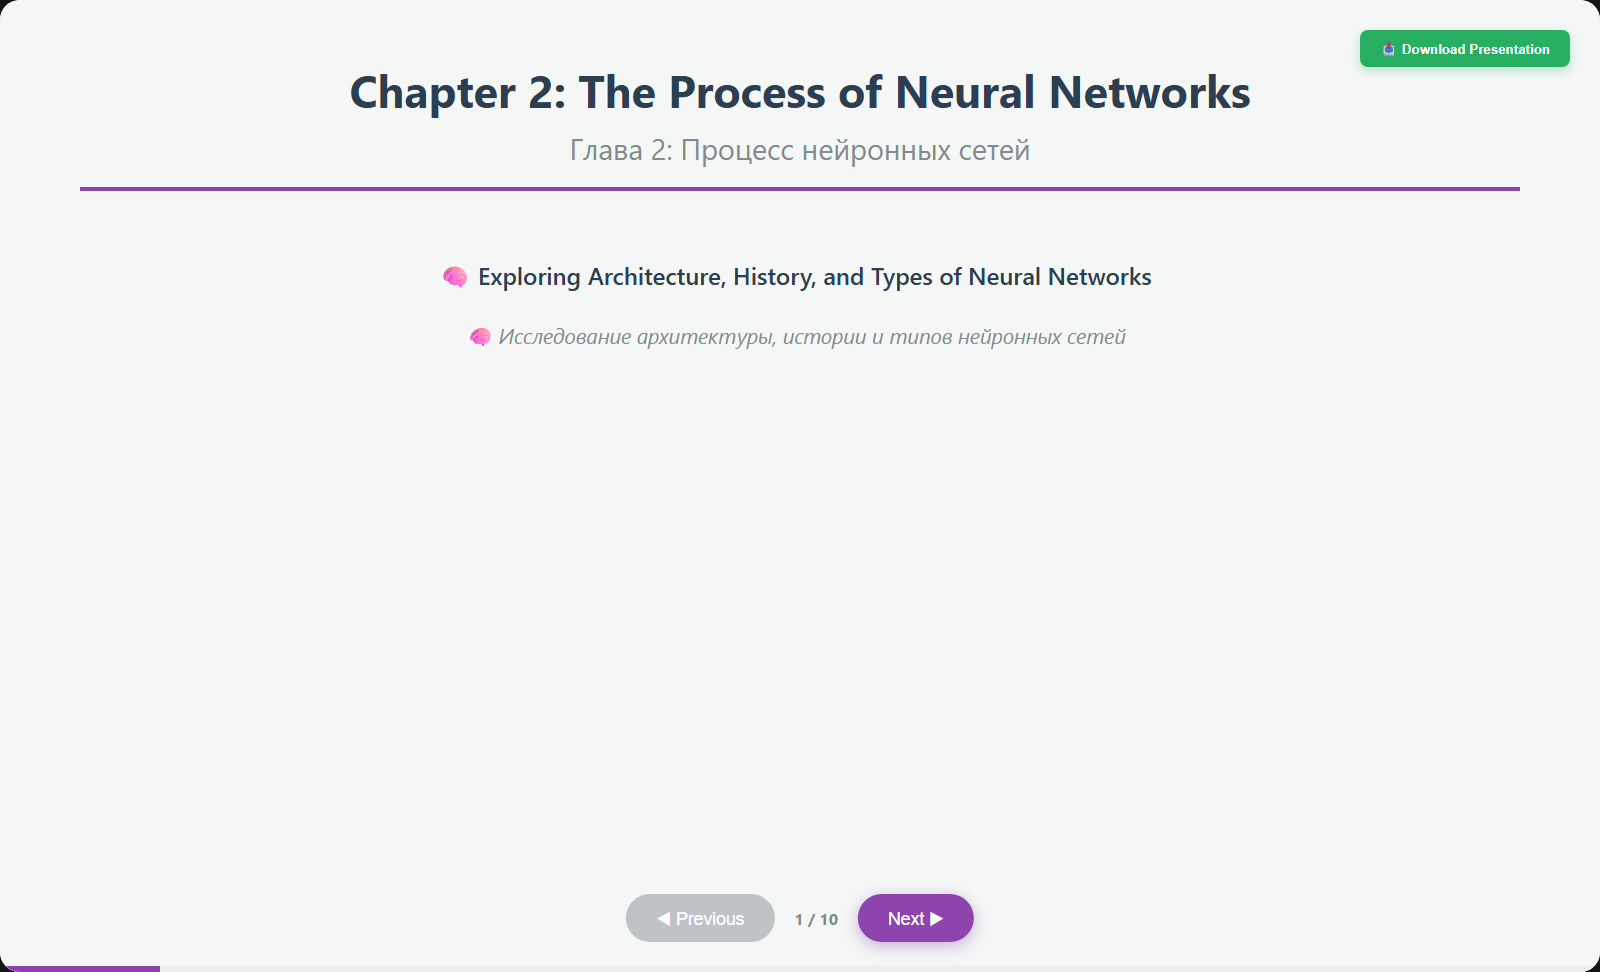 Download Presentation
Chapter 2: The Process of Neural Networks
Глава 2: Процесс нейронных сетей
Exploring Architecture, History, and Types of Neural Networks
Исследование архитектуры, истории и типов нейронных сетей
◀ Previous
1 / 10
Next ▶